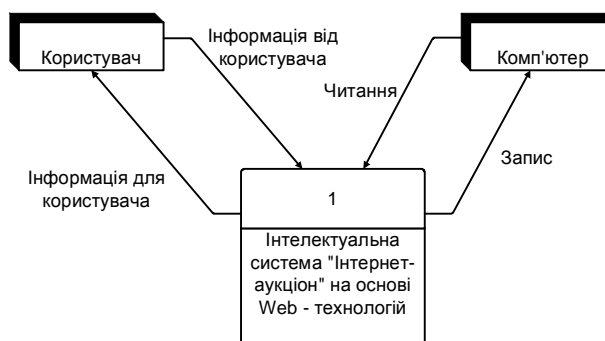 Користувач
Інформація від
користувача
Комп'ютер
Читання
Інформація для
користувача
Запис
1
Інтелектуальна
система "Інтернет-
аукціон" на основі
Web - технологій